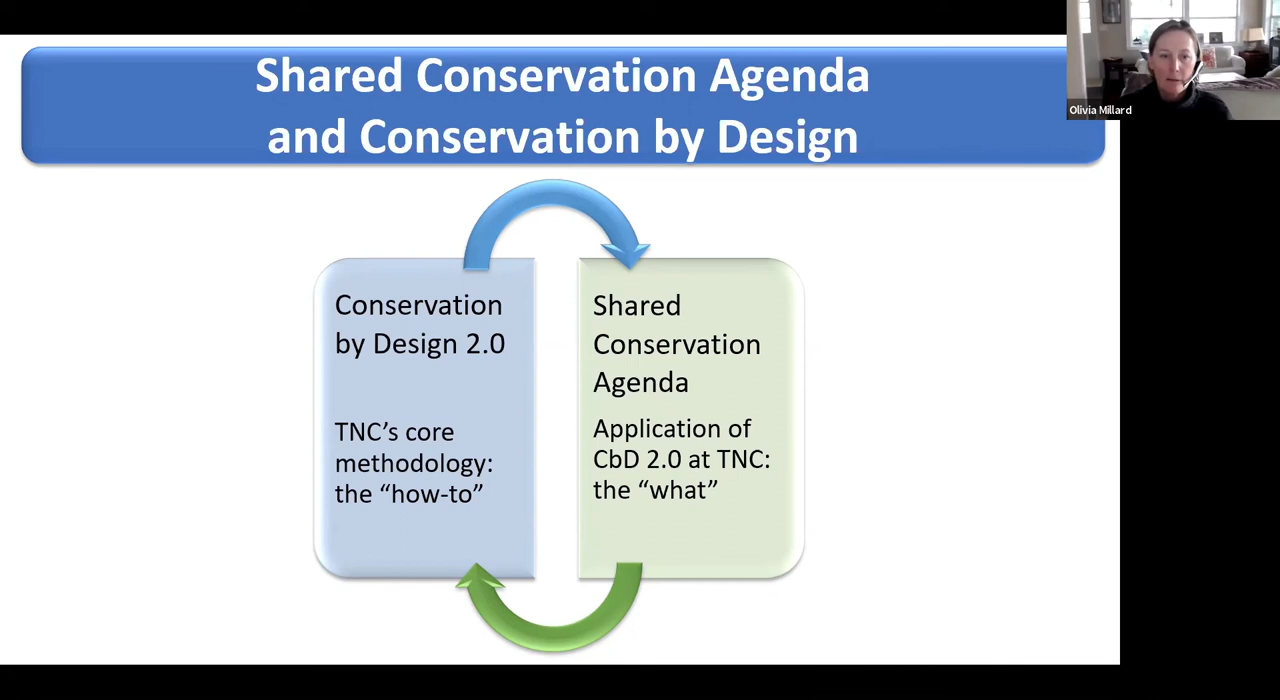 Shared Conservation Agenda
and Conservation by Design
Olivia Millard
Conservation
by Design 2.0
TNC’s core
methodology:
the “how-to”
Shared
Conservation
Agenda
Application of
CbD 2.0 at TNC:
the “what”